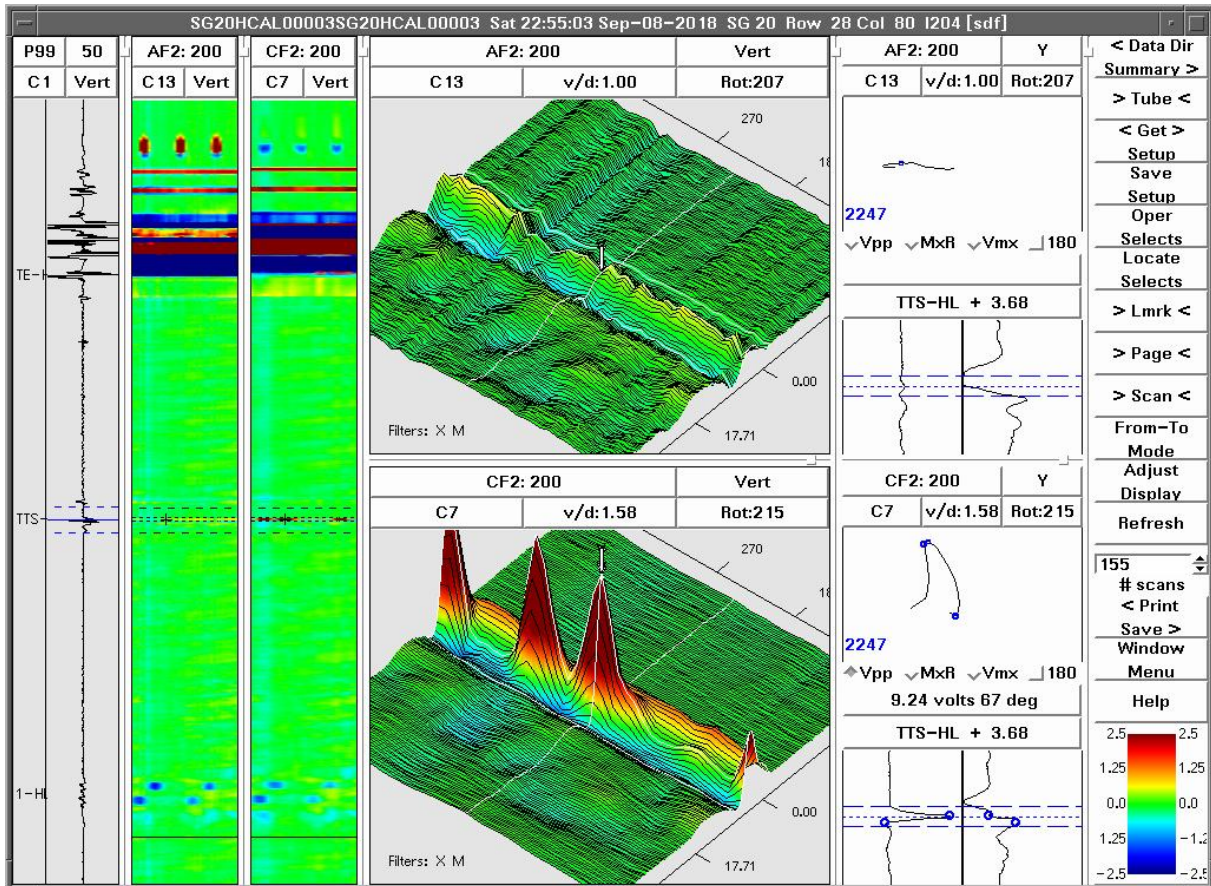 SG20HCAL00003SG20HCAL00003 Sat 22:55:03 Sep-08-2018 SG 20 Row 28 Col 80 I204 [sdf]
P99 50
C1 Vert
TE-H
TTS
1-HL
AF2: 200
C13 Vert
CF2: 200
C7 Vert
AF2: 200 Vert
C13 v/d:1.00 Rot:207
270
18
0.00
17.71
Filters: X M
CF2: 200 Vert
C7 v/d:1.58 Rot:215
270
18
0.00
17.71
Filters: X M
AF2: 200 Y
C13 v/d:1.00 Rot:207
2247
Vpp MxR Vmx 180
TTS-HL + 3.68
CF2: 200 Y
C7 v/d:1.58 Rot:215
2247
Vpp MxR Vmx 180
9.24 volts 67 deg
TTS-HL + 3.68
< Data Dir
Summary >
> Tube <
< Get >
Setup
Save
Setup
Oper
Selects
Locate
Selects
> Lmrk <
> Page <
> Scan <
From-To
Mode
Adjust
Display
Refresh
155
# scans
< Print
Save >
Window
Menu
Help
2.5 2.5
1.25 1.25
0.0 0.0
1.25 1.25
-2.5 -2.5